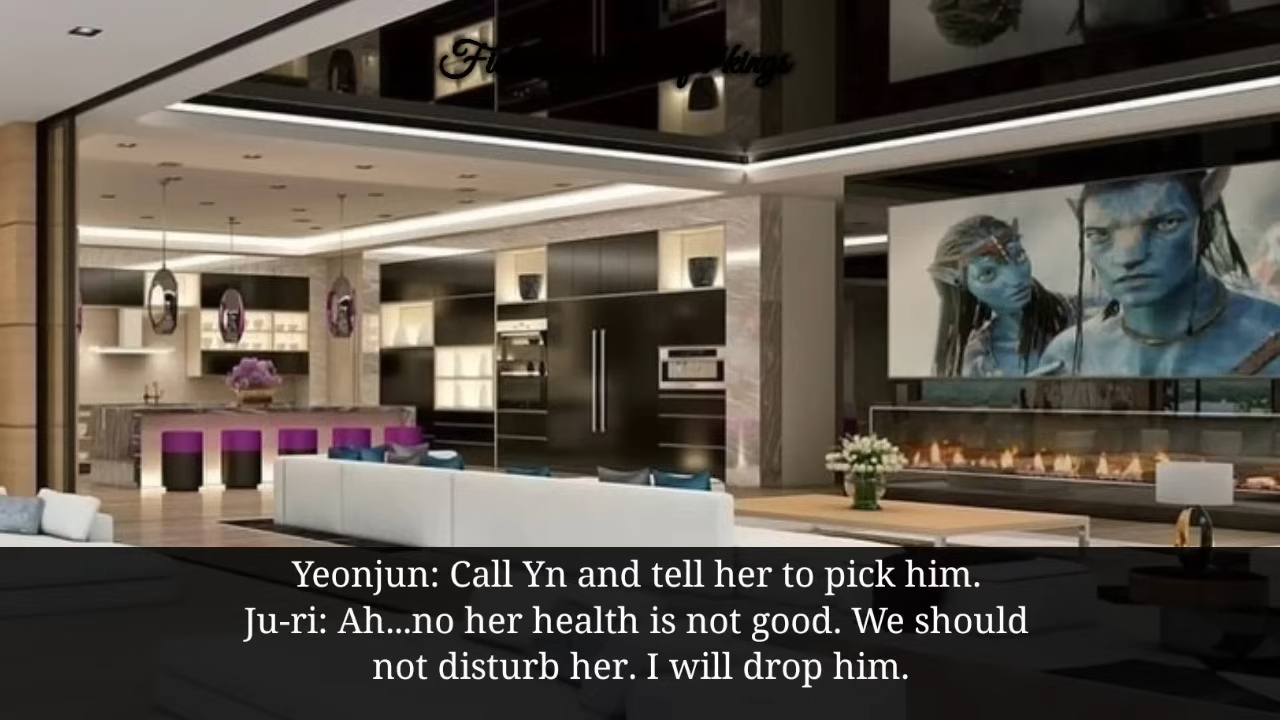 Yeonjun: Call Yn and tell her to pick him.
Ju-ri: Ah...no her health is not good. We should
not disturb her. I will drop him.